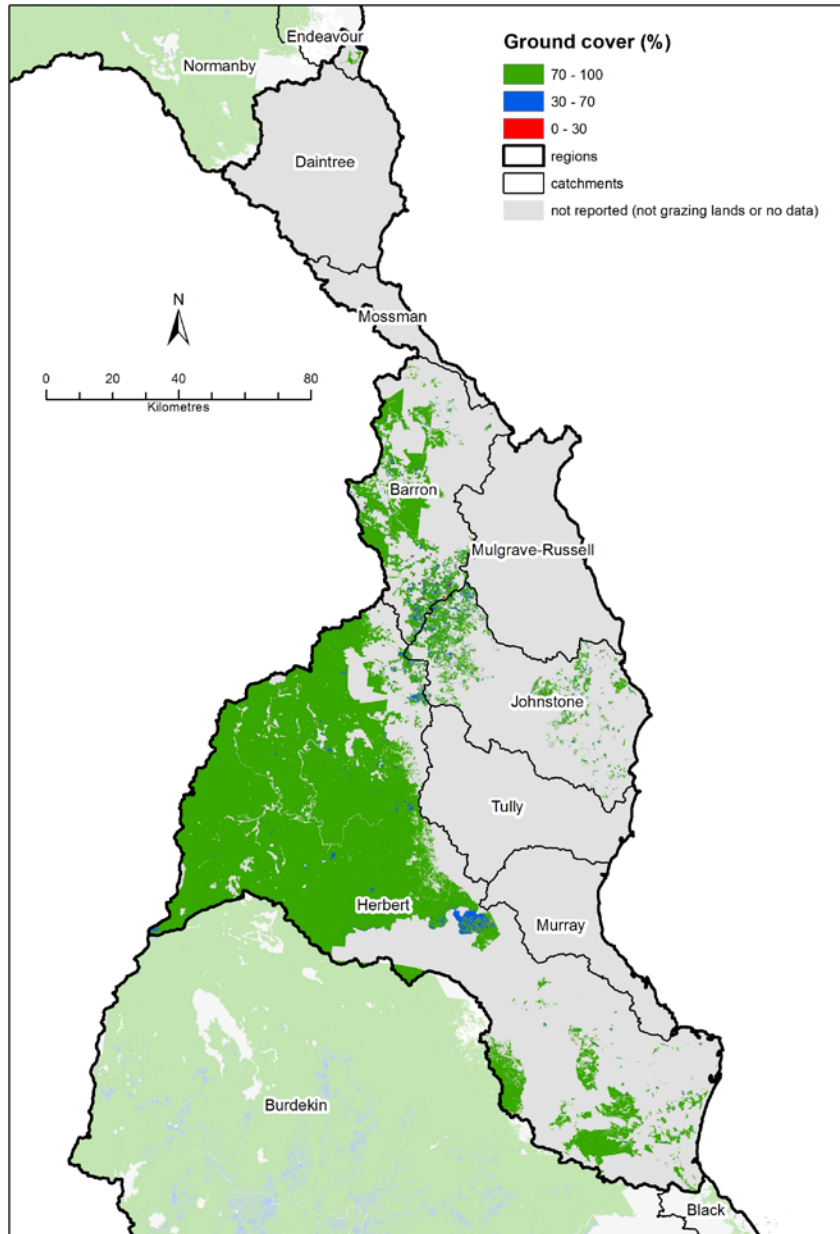 Endeavour
Normanby
Ground cover (%)
70 - 100
30 - 70
0 - 30
regions
catchments
not reported (not grazing lands or no data)
Daintree
N
Mossman
0 20 40 80
Kilometres
Barron
Mulgrave-Russell
Johnstone
Tully
Herbert
Murray
Burdekin
Black